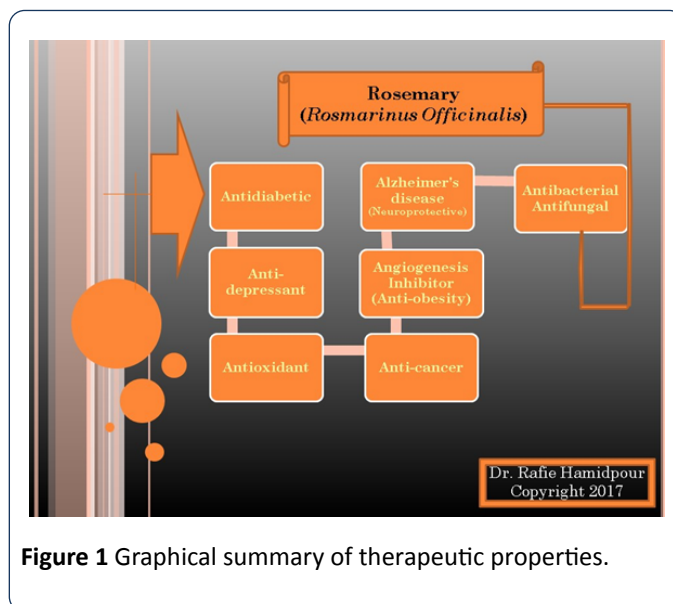 Rosemary
(Rosmarinus Officinalis)
Antidiabetic
Anti-
depressant
Antioxidant
Anti-cancer
Angiogenesis
Inhibitor
(Anti-obesity)
Alzheimer's
disease
(Neuroprotective)
Antibacterial
Antifungal
Dr. Rafie Hamidpour
Copyright 2017
Figure 1 Graphical summary of therapeutic properties.